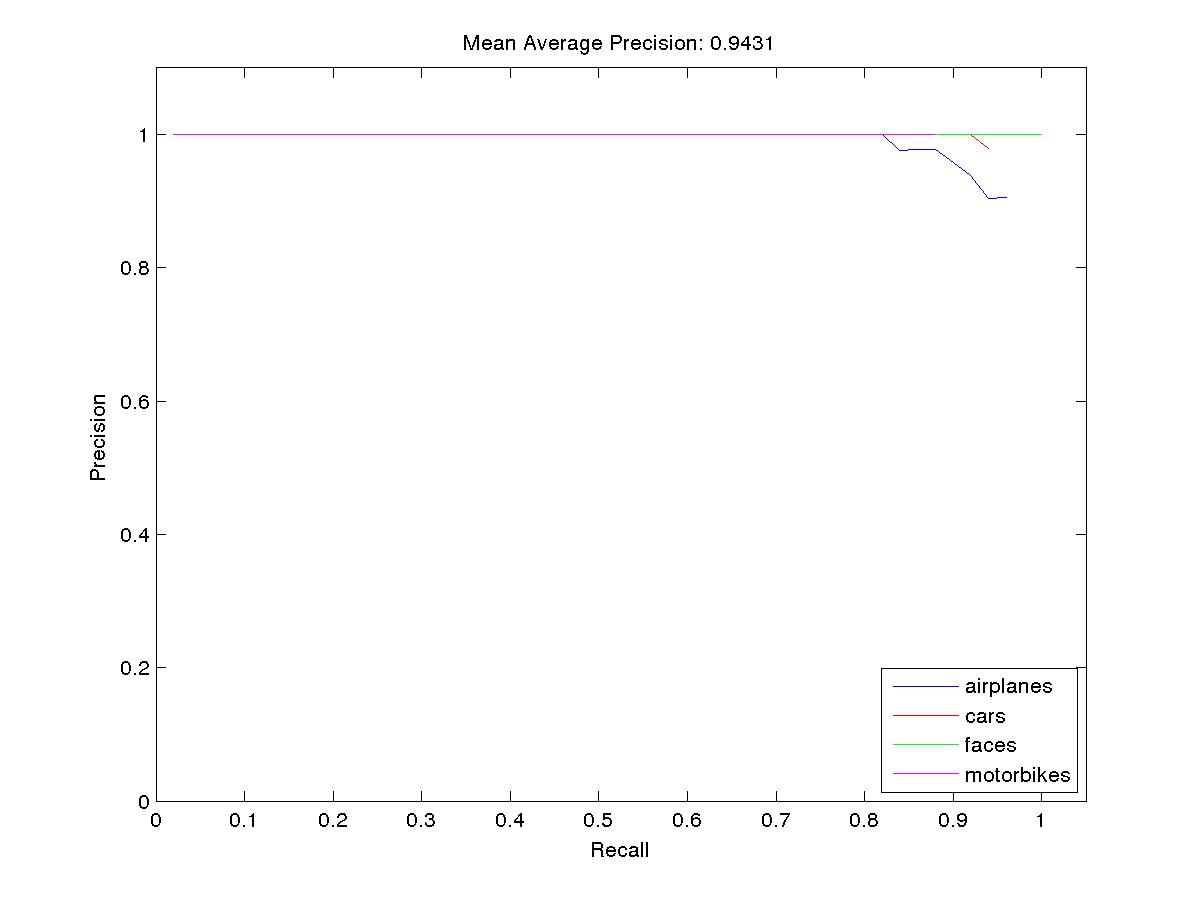 Mean Average Precision: 0.9431
1
0.8
0.6
0.4
0.2
0
Precision
0 0.1 0.2 0.3 0.4 0.5 0.6 0.7 0.8 0.9 1
Recall
airplanes
cars
faces
motorbikes